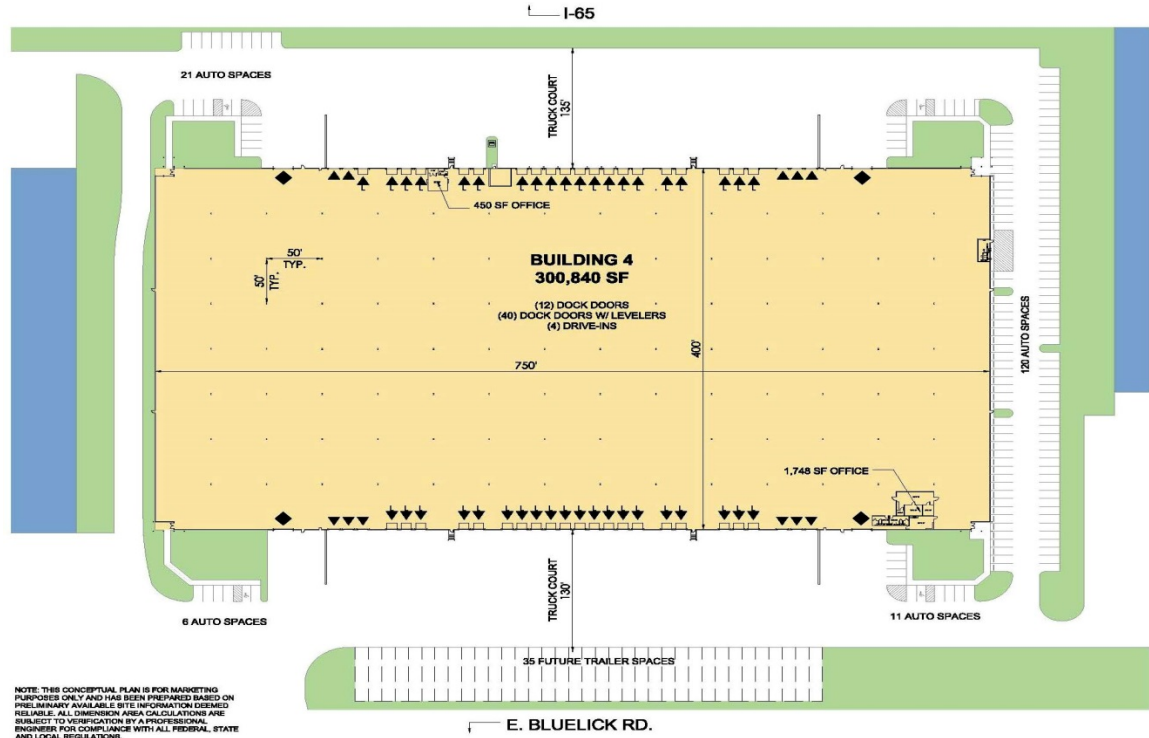 I-65
21 AUTO SPACES
TRUCK COURT
135'
450 SF OFFICE
50'
TYP.
50'
TYP.
BUILDING 4
300,840 SF
(12) DOCK DOORS
(40) DOCK DOORS W/ LEVELERS
(4) DRIVE-INS
120 AUTO SPACES
400'
750'
1,748 SF OFFICE
TRUCK COURT
130'
6 AUTO SPACES
11 AUTO SPACES
35 FUTURE TRAILER SPACES
NOTE: THIS CONCEPTUAL PLAN IS FOR MARKETING
PURPOSES ONLY AND HAS BEEN PREPARED BASED ON
PRELIMINARY AVAILABLE SITE INFORMATION DEEMED
RELIABLE. ALL DIMENSION AREA CALCULATIONS ARE
SUBJECT TO VERIFICATION BY A PROFESSIONAL
ENGINEER FOR COMPLIANCE WITH ALL FEDERAL, STATE
AND LOCAL REGULATIONS.
E. BLUELICK RD.